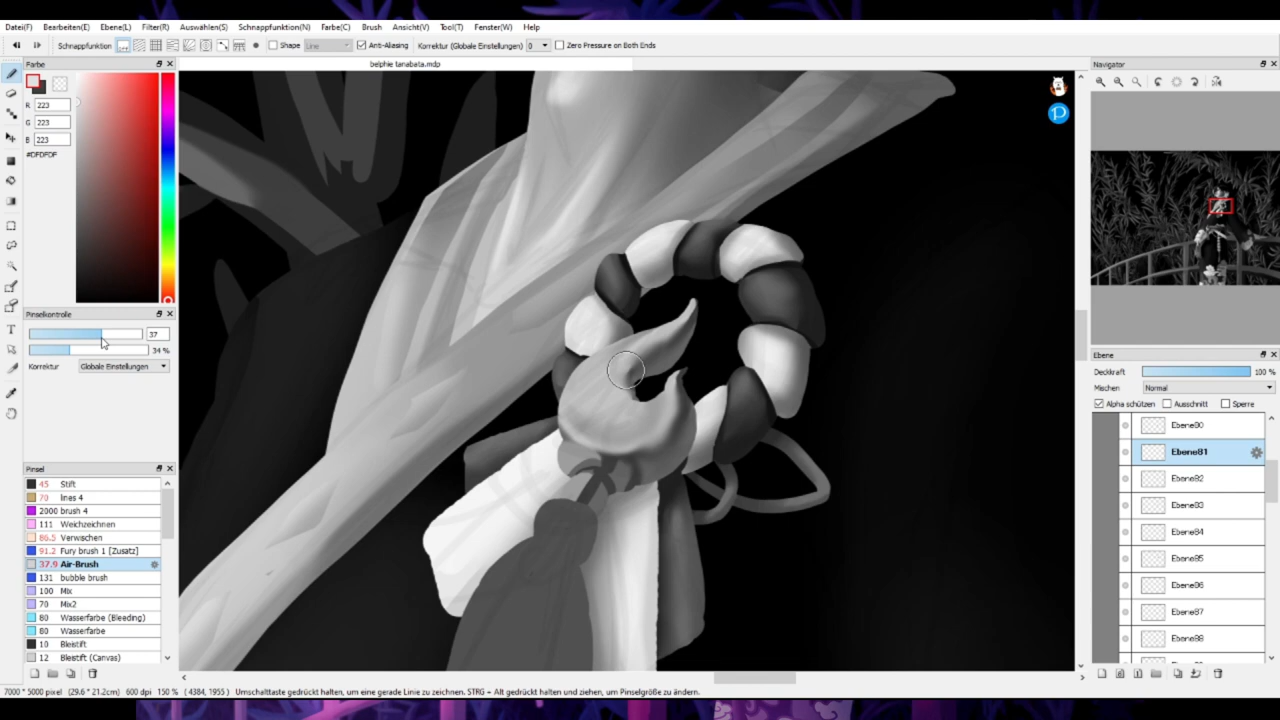 Datei(F) Bearbeiten(E) Ebene(L) Filter(R) Auswählen(S) Schnappfunktion(N) Farbe(C) Brush Ansicht(V) Tool(T) Fenster(W) Help
Schnappfunktion Shape Line Anti-Aliasing Korrektur (Globale Einstellungen) 0 Zero Pressure on Both Ends
Farbe
belphie tanabata.mdp
Navigator
R 223
G 223
B 223
#DFDFDF
Pinselkontrolle
37
34 %
Korrektur Globale Einstellungen
Ebene
Deckkraft 100 %
Mischen Normal
Alpha schützen Ausschnitt Sperre
Ebene80
Ebene81
Ebene82
Ebene83
Ebene84
Ebene85
Ebene86
Ebene87
Ebene88
Pinsel
45 Stift
70 lines 4
2000 brush 4
111 Weichzeichnen
86.5 Verwischen
91.2 Fury brush 1 [Zusatz]
37.9 Air-Brush
131 bubble brush
100 Mix
70 Mix2
80 Wasserfarbe (Bleeding)
80 Wasserfarbe
10 Bleistift
12 Bleistift (Canvas)
7000 * 5000 pixel (29.6 * 21.2cm) 600 dpi 150 % ( 4384, 1955 ) Umschalttaste gedrückt halten, um eine gerade Linie zu zeichnen. STRG + Alt gedrückt halten und ziehen, um Pinselgröße zu ändern.